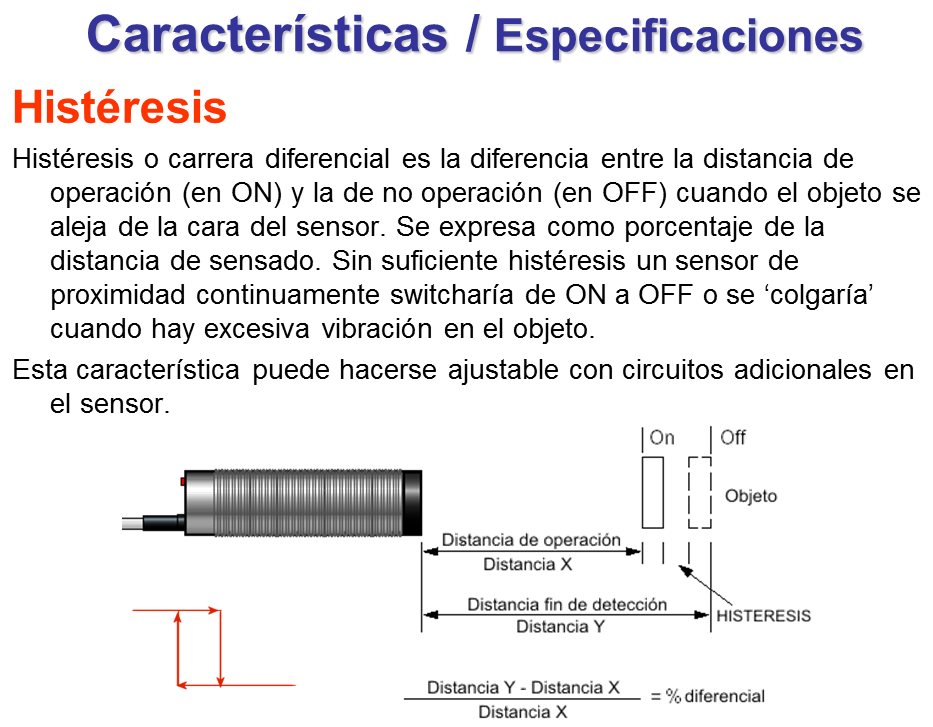 Características / Especificaciones
Histéresis
Histéresis o carrera diferencial es la diferencia entre la distancia de
operación (en ON) y la de no operación (en OFF) cuando el objeto se
aleja de la cara del sensor. Se expresa como porcentaje de la
distancia de sensado. Sin suficiente histéresis un sensor de
proximidad continuamente switcharía de ON a OFF o se ‘colgaría’
cuando hay excesiva vibración en el objeto.
Esta característica puede hacerse ajustable con circuitos adicionales en
el sensor.
On
Off
Objeto
Distancia de operación
Distancia X
Distancia fin de detección
Distancia Y
HISTERESIS
Distancia Y - Distancia X
Distancia X
= % diferencial